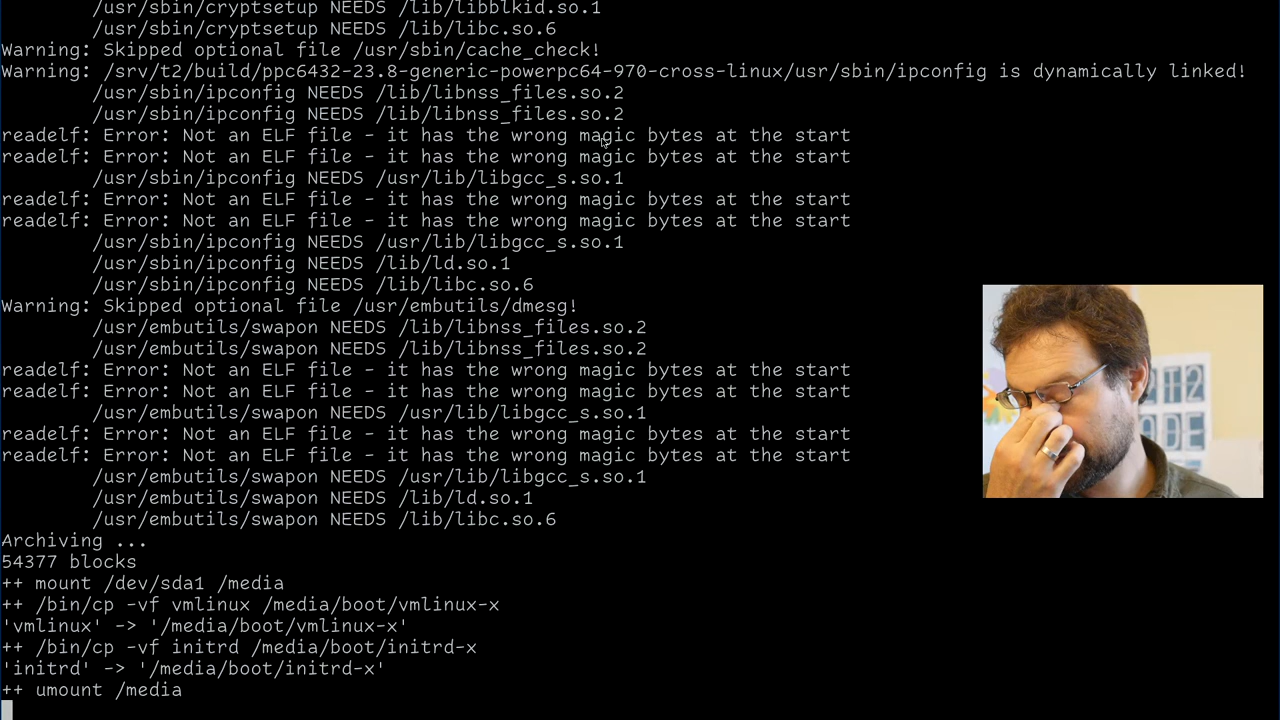 /usr/sbin/cryptsetup NEEDS /lib/libblkid.so.1
/usr/sbin/cryptsetup NEEDS /lib/libc.so.6
Warning: Skipped optional file /usr/sbin/cache_check!
Warning: /srv/t2/build/ppc6432-23.8-generic-powerpc64-970-cross-linux/usr/sbin/ipconfig is dynamically linked!
/usr/sbin/ipconfig NEEDS /lib/libnss_files.so.2
/usr/sbin/ipconfig NEEDS /lib/libnss_files.so.2
readelf: Error: Not an ELF file - it has the wrong magic bytes at the start
readelf: Error: Not an ELF file - it has the wrong magic bytes at the start
/usr/sbin/ipconfig NEEDS /usr/lib/libgcc_s.so.1
readelf: Error: Not an ELF file - it has the wrong magic bytes at the start
readelf: Error: Not an ELF file - it has the wrong magic bytes at the start
/usr/sbin/ipconfig NEEDS /usr/lib/libgcc_s.so.1
/usr/sbin/ipconfig NEEDS /lib/ld.so.1
/usr/sbin/ipconfig NEEDS /lib/libc.so.6
Warning: Skipped optional file /usr/embutils/dmesg!
/usr/embutils/swapon NEEDS /lib/libnss_files.so.2
/usr/embutils/swapon NEEDS /lib/libnss_files.so.2
readelf: Error: Not an ELF file - it has the wrong magic bytes at the start
readelf: Error: Not an ELF file - it has the wrong magic bytes at the start
/usr/embutils/swapon NEEDS /usr/lib/libgcc_s.so.1
readelf: Error: Not an ELF file - it has the wrong magic bytes at the start
readelf: Error: Not an ELF file - it has the wrong magic bytes at the start
/usr/embutils/swapon NEEDS /usr/lib/libgcc_s.so.1
/usr/embutils/swapon NEEDS /lib/ld.so.1
/usr/embutils/swapon NEEDS /lib/libc.so.6
Archiving ...
54377 blocks
++ mount /dev/sda1 /media
++ /bin/cp -vf vmlinux /media/boot/vmlinux-x
'vmlinux' -> '/media/boot/vmlinux-x'
++ /bin/cp -vf initrd /media/boot/initrd-x
'initrd' -> '/media/boot/initrd-x'
++ umount /media